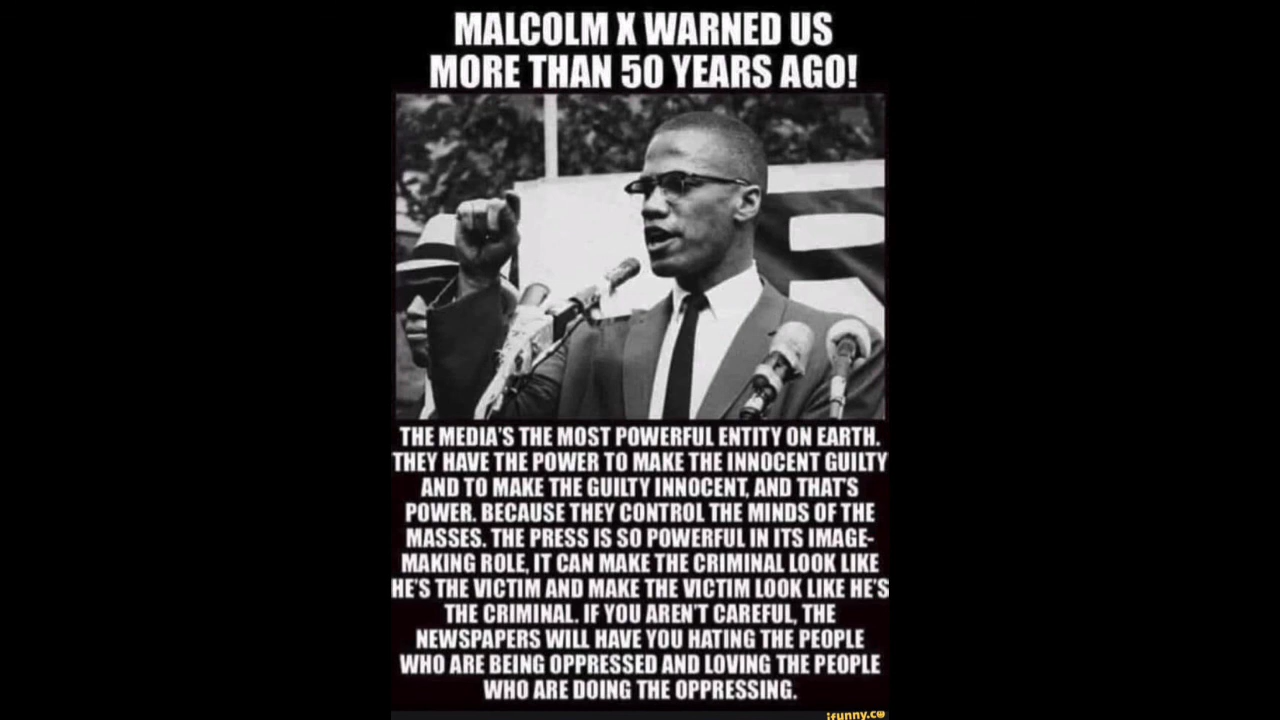 MALCOLM X WARNED US
MORE THAN 50 YEARS AGO!
THE MEDIA'S THE MOST POWERFUL ENTITY ON EARTH.
THEY HAVE THE POWER TO MAKE THE INNOCENT GUILTY
AND TO MAKE THE GUILTY INNOCENT, AND THAT'S
POWER. BECAUSE THEY CONTROL THE MINDS OF THE
MASSES. THE PRESS IS SO POWERFUL IN ITS IMAGE-
MAKING ROLE, IT CAN MAKE THE CRIMINAL LOOK LIKE
HE'S THE VICTIM AND MAKE THE VICTIM LOOK LIKE HE'S
THE CRIMINAL. IF YOU AREN'T CAREFUL, THE
NEWSPAPERS WILL HAVE YOU HATING THE PEOPLE
WHO ARE BEING OPPRESSED AND LOVING THE PEOPLE
WHO ARE DOING THE OPPRESSING.
ifunny.co